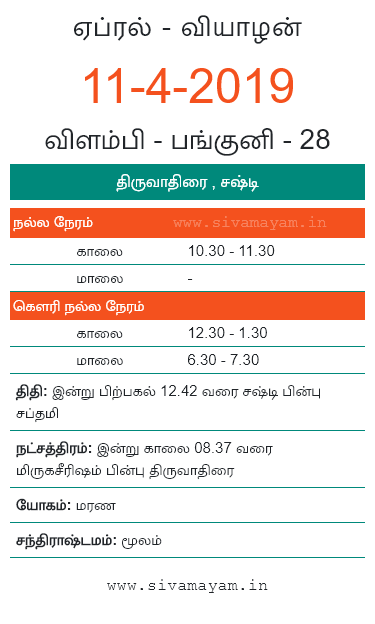 ஏப்ரல் - வியாழன்
11-4-2019
விளம்பி - பங்குனி - 28
திருவாதிரை , சஷ்டி
நல்ல நேரம் www.sivamayam.in
காலை 10.30 - 11.30
மாலை -
கௌரி நல்ல நேரம்
காலை 12.30 - 1.30
மாலை 6.30 - 7.30
திதி: இன்று பிற்பகல் 12.42 வரை சஷ்டி பின்பு
சப்தமி
நட்சத்திரம்: இன்று காலை 08.37 வரை
மிருகசீரிஷம் பின்பு திருவாதிரை
யோகம்: மரண
சந்திராஷ்டமம்: மூலம்
www.sivamayam.in